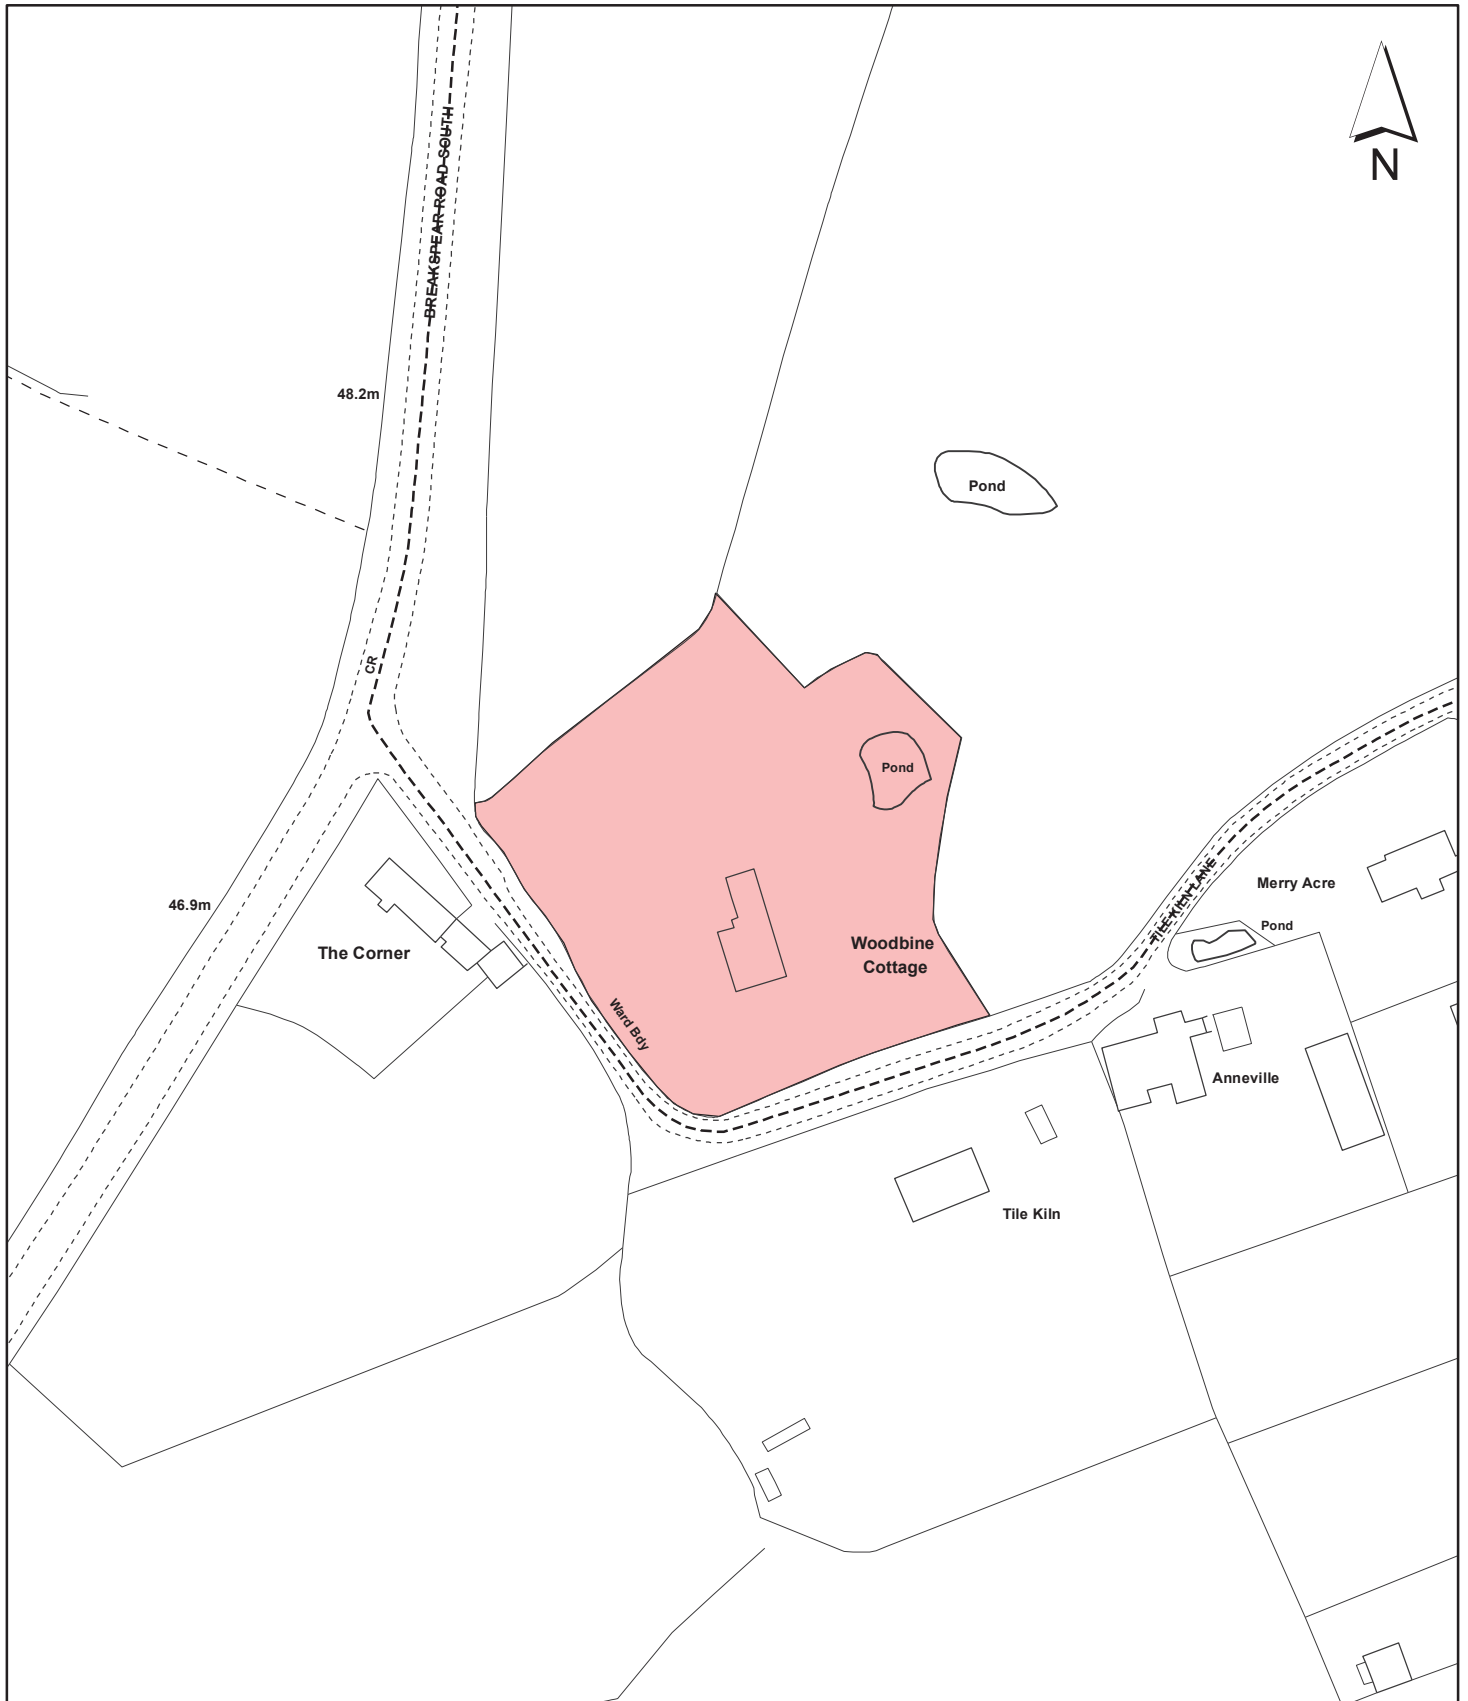 N
BREAKSPEAR ROAD SOUTH
48.2m
Pond
CR
Pond
TILE KILN LANE
Merry Acre
46.9m
Pond
The Corner
Woodbine
Cottage
Ward Bdy
Anneville
Tile Kiln